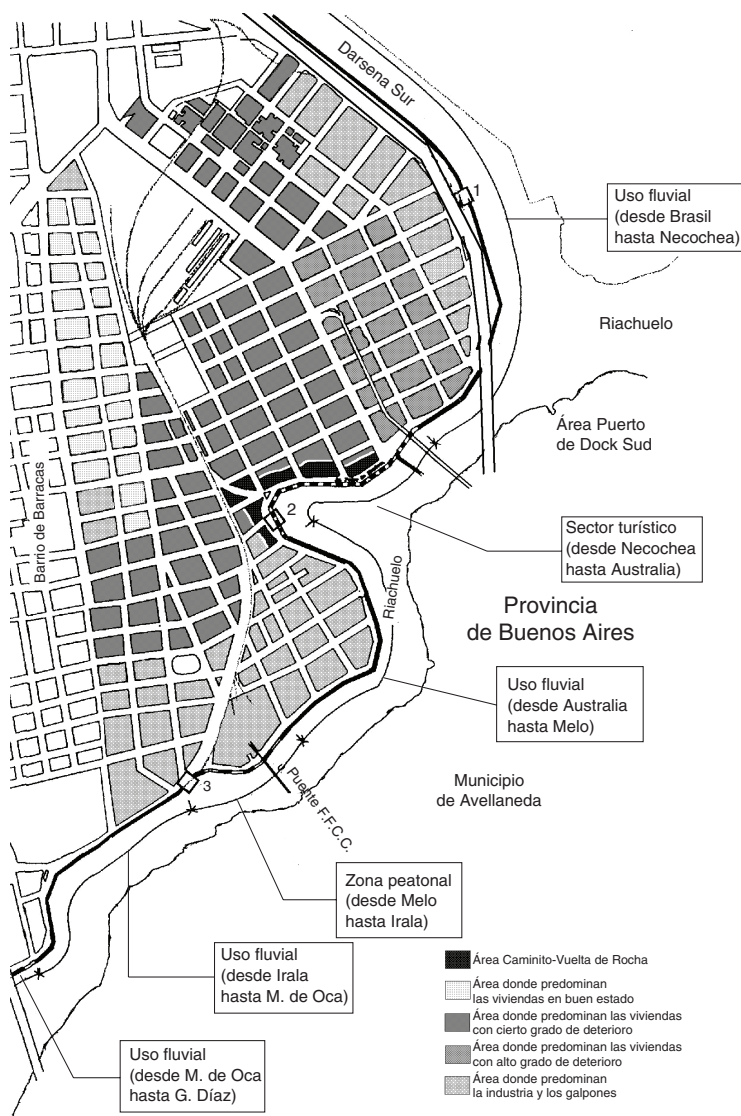 Darsena Sur
1
Uso fluvial
(desde Brasil
hasta Necochea)
Riachuelo
Área Puerto
de Dock Sud
Barrio de Barracas
2
Sector turístico
(desde Necochea
hasta Australia)
Riachuelo
Provincia
de Buenos Aires
Uso fluvial
(desde Australia
hasta Melo)
3
Puente F.F.C.C.
Municipio
de Avellaneda
Zona peatonal
(desde Melo
hasta Irala)
Uso fluvial
(desde Irala
hasta M. de Oca)
Uso fluvial
(desde M. de Oca
hasta G. Díaz)
Área Caminito-Vuelta de Rocha
Área donde predominan
las viviendas en buen estado
Área donde predominan las viviendas
con cierto grado de deterioro
Área donde predominan las viviendas
con alto grado de deterioro
Área donde predominan
la industria y los galpones